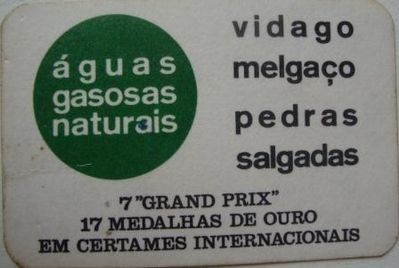 águas
gasosas
naturais
vidago
melgaço
pedras
salgadas
7 "GRAND PRIX"
17 MEDALHAS DE OURO
EM CERTAMES INTERNACIONAIS